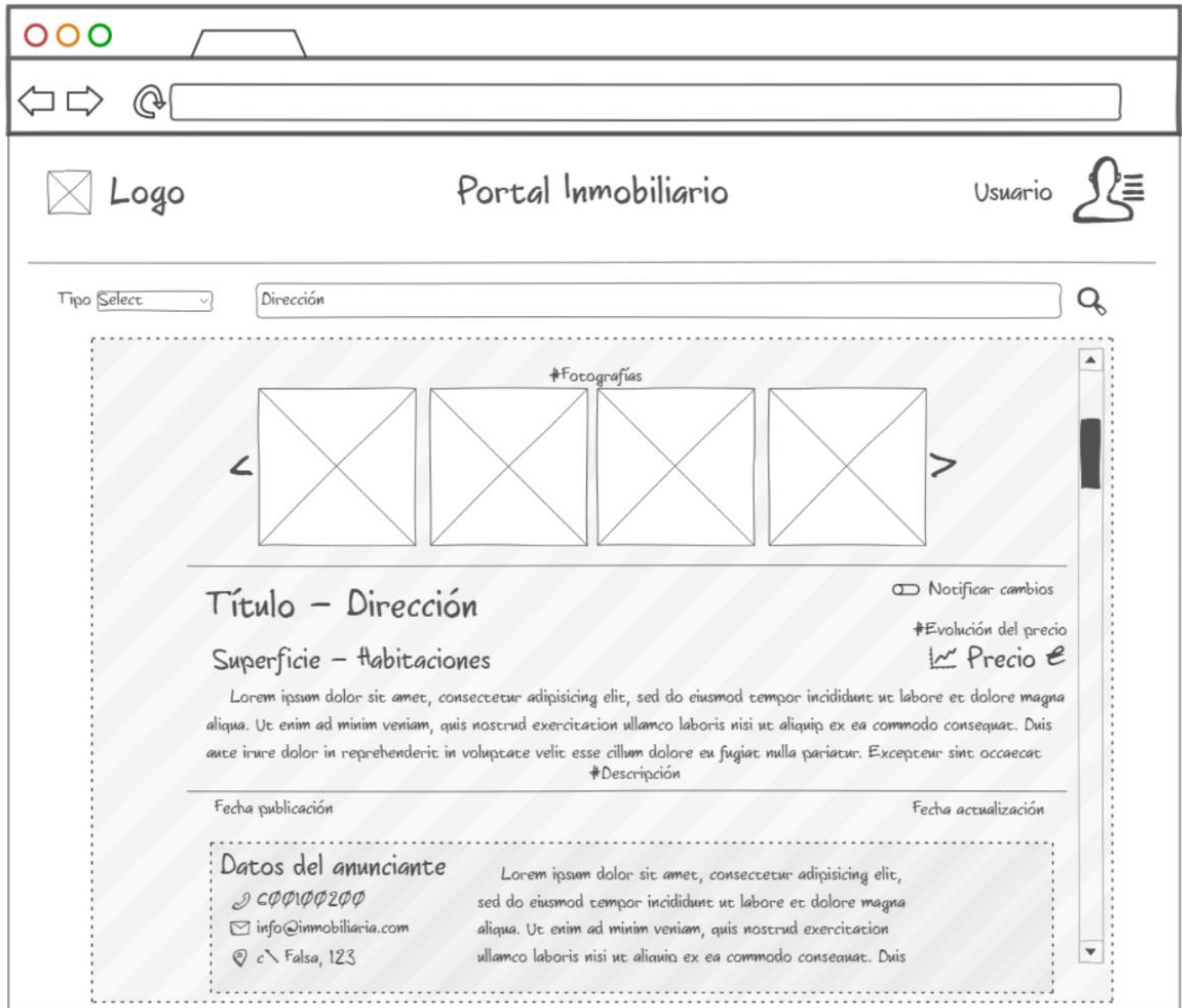 Logo
Portal Inmobiliario
Usuario
Tipo Select
Dirección
#Fotografías
< >
Título - Dirección
Notificar cambios
#Evolución del precio
Superficie - Habitaciones
Precio €
Lorem ipsum dolor sit amet, consectetur adipisicing elit, sed do eiusmod tempor incididunt ut labore et dolore magna
aliqua. Ut enim ad minim veniam, quis nostrud exercitation ullamco laboris nisi ut aliquip ex ea commodo consequat. Duis
aute irure dolor in reprehenderit in voluptate velit esse cillum dolore eu fugiat nulla pariatur. Excepteur sint occaecat
#Descripción
Fecha publicación
Fecha actualización
Datos del anunciante
600100200
info@inmobiliaria.com
c\ Falsa, 123
Lorem ipsum dolor sit amet, consectetur adipisicing elit,
sed do eiusmod tempor incididunt ut labore et dolore magna
aliqua. Ut enim ad minim veniam, quis nostrud exercitation
ullamco laboris nisi ut aliquip ex ea commodo consequat. Duis